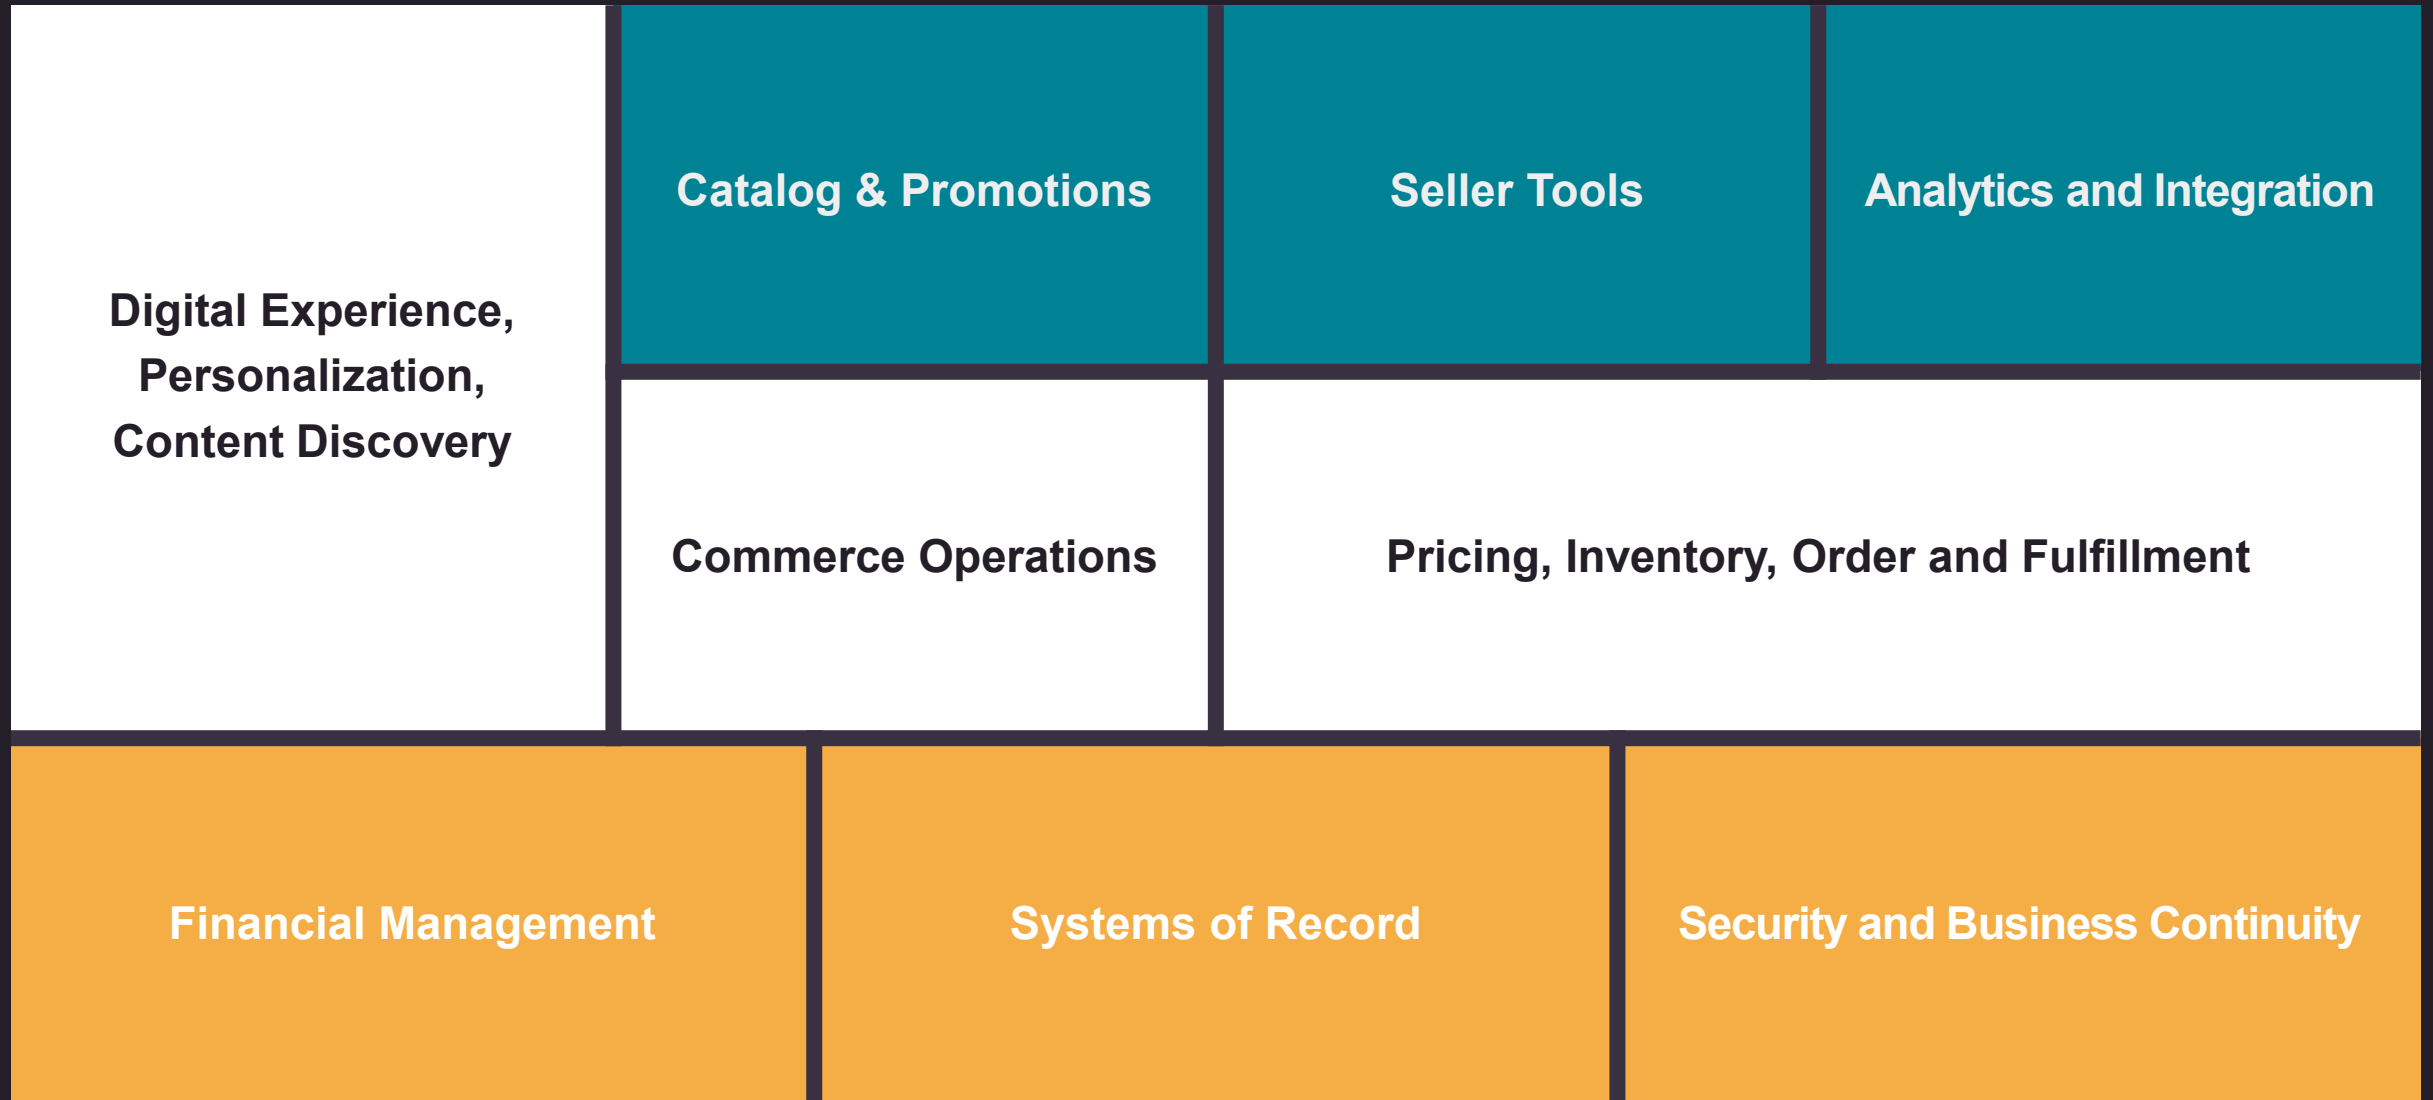 Digital Experience,
Personalization,
Content Discovery
Catalog & Promotions
Seller Tools
Analytics and Integration
Commerce Operations
Pricing, Inventory, Order and Fulfillment
Financial Management
Systems of Record
Security and Business Continuity